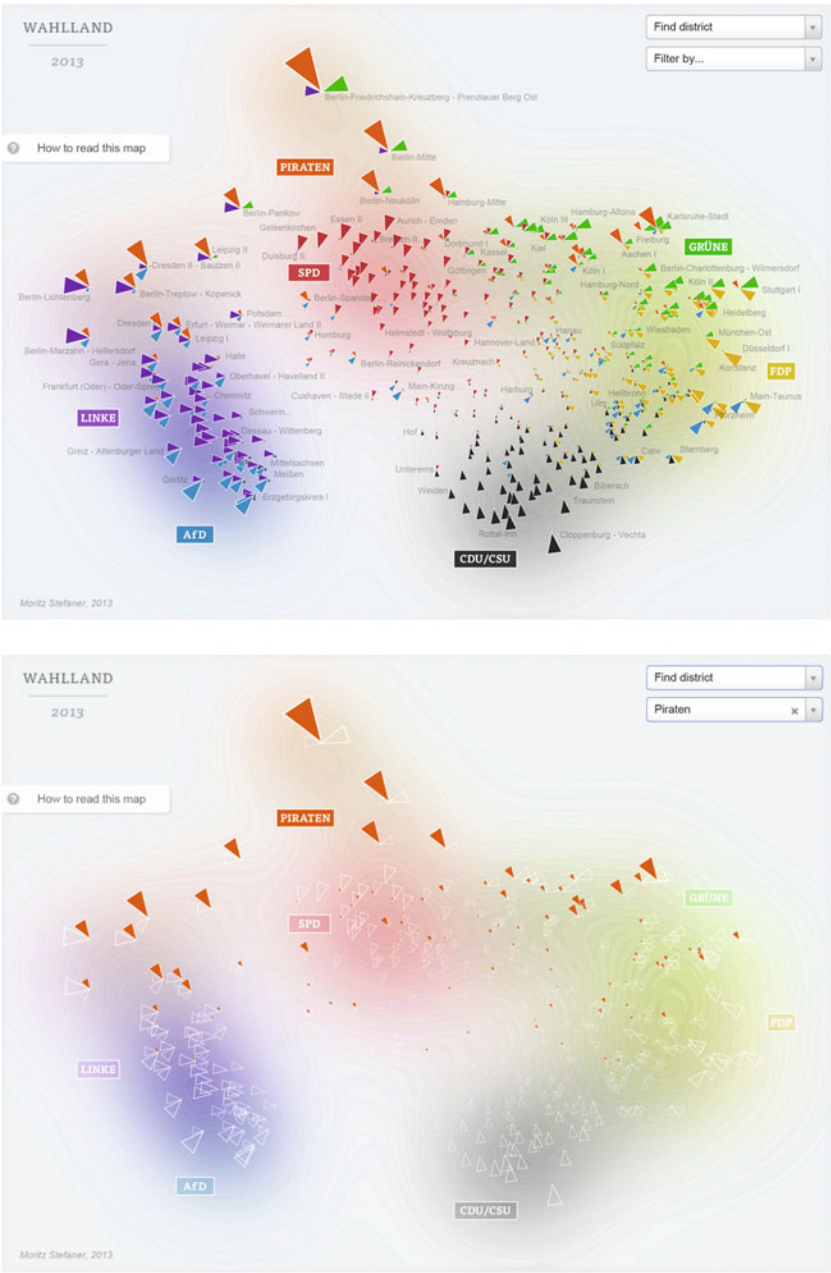 WAHLLAND
2013
Find district
Filter by...
How to read this map
Berlin-Friedrichshain-Kreuzberg - Prenzlauer Berg Ost
Berlin-Mitte
PIRATEN
Berlin-Neukölln
Hamburg-Mitte
Berlin-Pankow
Essen II
Aurich - Emden
Hamburg-Altona
Karlsruhe-Stadt
Gelsenkirchen
Köln III
Leipzig II
Duisburg II
Dortmund I
Kassel
Kiel
Freiburg
Aachen I
GRÜNE
Dresden II - Bautzen II
SPD
Göttingen
Köln I
Berlin-Charlottenburg - Wilmersdorf
Berlin-Lichtenberg
Berlin-Treptow - Köpenick
Berlin-Spandau
Hamburg-Nord
Köln II
Stuttgart I
Potsdam ...
Heidelberg
Dresden
Erfurt - Weimar - Weimarer Land II
Leipzig I
Homburg
Helmstedt - Wolfsburg
Hannover-Land
Hanau
Wiesbaden
München-Ost
Südpfalz
Düsseldorf I
Berlin-Marzahn - Hellersdorf
Gera - Jena
Halle
Berlin-Reinickendorf
Kreuznach
Konstanz
FDP
Frankfurt (Oder) - Oder-Spree
Oberhavel - Havelland II
Chemnitz
Cuxhaven - Stade II
Main-Kinzig...
Harburg
Heilbronn
Ulm
Main-Taunus
Pforzheim
LINKE
Schwerin...
Dessau - Wittenberg
Hof
Greiz - Altenburger Land
Mittelsachsen
Calw
Starnberg
Görlitz
Meißen
Unterems
Weiden
Biberach
Erzgebirgskreis I
Traunstein
AfD
Rottal-Inn
Cloppenburg - Vechta
CDU/CSU
Moritz Stefaner, 2013
WAHLLAND
2013
Find district
Piraten
How to read this map
PIRATEN
GRÜNE
SPD
FDP
LINKE
AfD
CDU/CSU
Moritz Stefaner, 2013